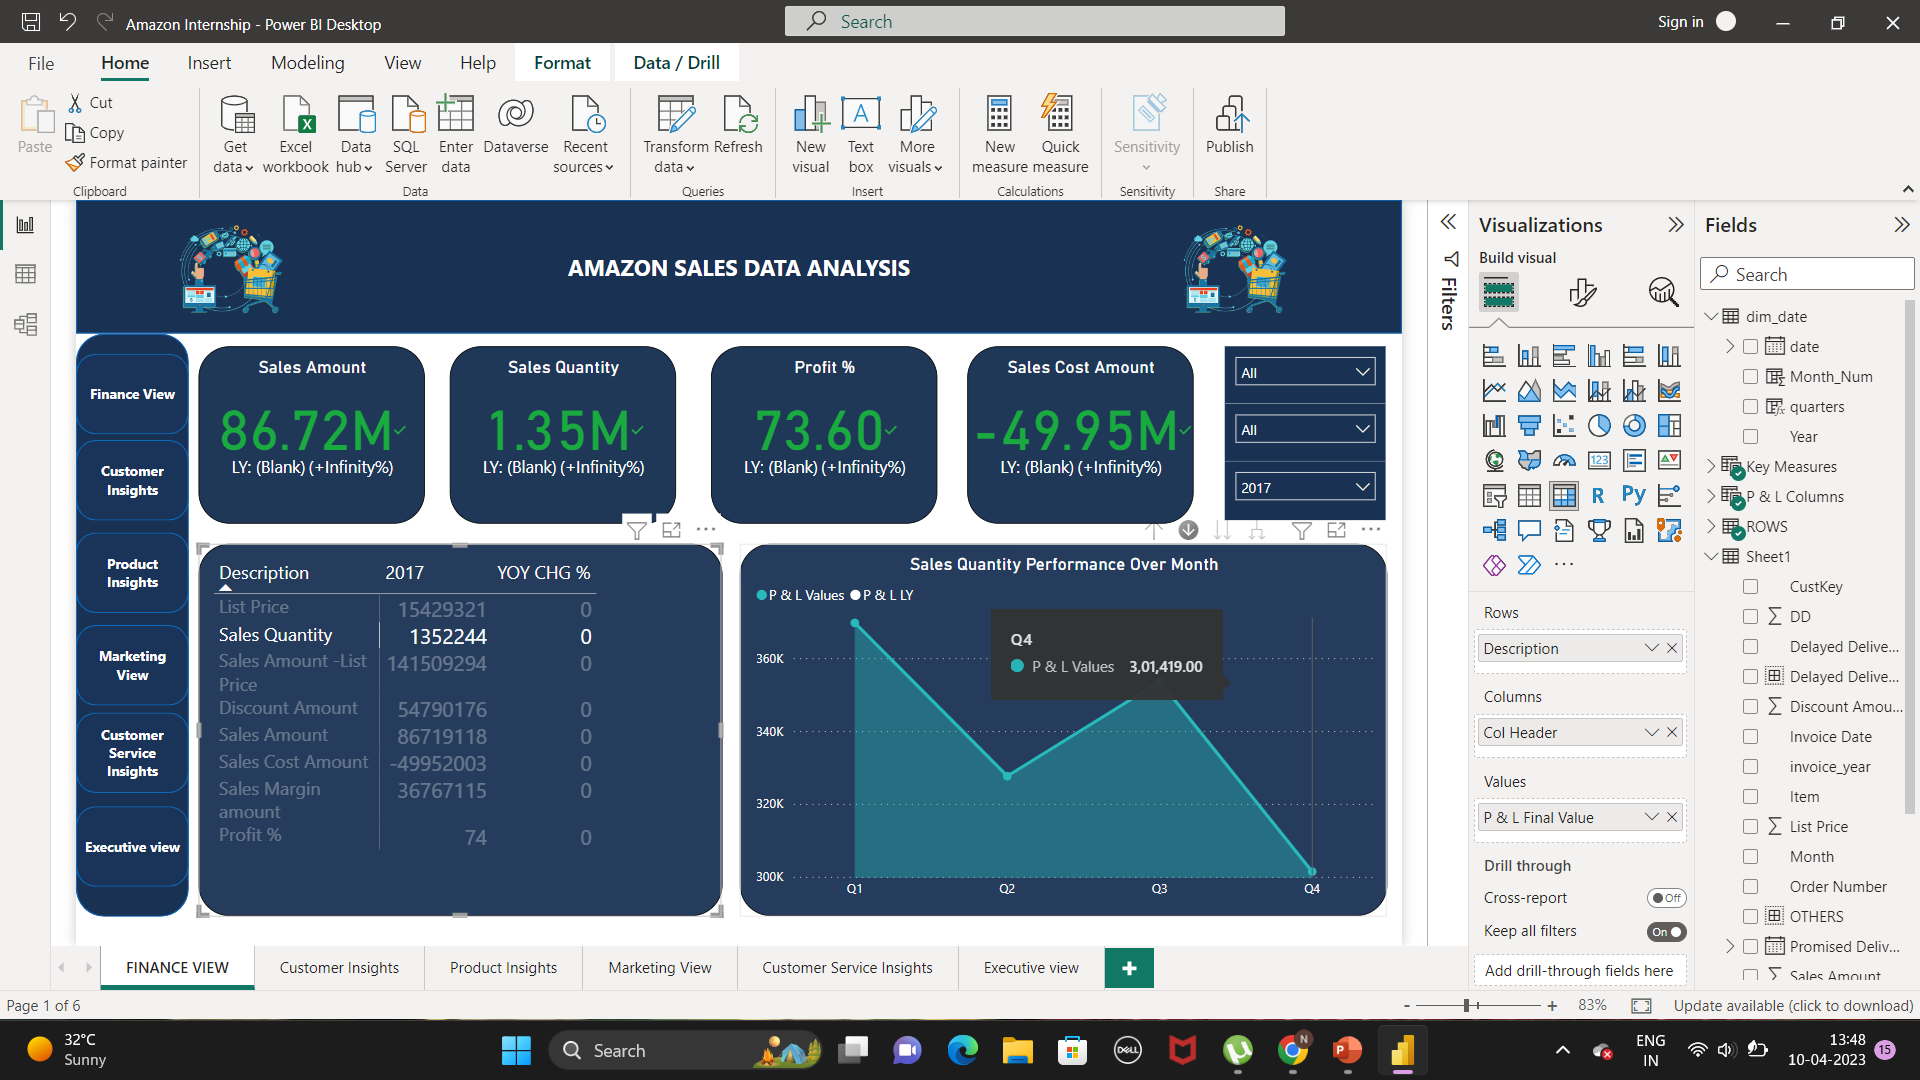 Amazon Internship - Power BI Desktop
Search
Sign in
File
Home
Insert
Modeling
View
Help
Format
Data / Drill
Paste
Cut
Copy
Format painter
Clipboard
Get data
Excel workbook
Data hub
SQL Server
Enter data
Dataverse
Recent sources
Data
Transform data
Refresh
Queries
New visual
Text box
More visuals
Insert
New measure
Quick measure
Calculations
Sensitivity
Sensitivity
Publish
Share
AMAZON SALES DATA ANALYSIS
Finance View
Customer
Insights
Product
Insights
Marketing
View
Customer
Service
Insights
Executive view
Sales Amount
86.72M
LY: (Blank) (+Infinity%)
Sales Quantity
1.35M
LY: (Blank) (+Infinity%)
Profit %
73.60
LY: (Blank) (+Infinity%)
Sales Cost Amount
-49.95M
LY: (Blank) (+Infinity%)
All
All
2017
Description 2017 YOY CHG %
List Price 15429321 0
Sales Quantity 1352244 0
Sales Amount -List Price 141509294 0
Discount Amount 54790176 0
Sales Amount 86719118 0
Sales Cost Amount -49952003 0
Sales Margin amount 36767115 0
Profit % 74 0
Sales Quantity Performance Over Month
P & L Values P & L LY
Q4
P & L Values 3,01,419.00
360K
340K
320K
300K
Q1 Q2 Q3 Q4
Filters
Visualizations
Build visual
123
R
Py
Rows
Description
Columns
Col Header
Values
P & L Final Value
Drill through
Cross-report
Off
Keep all filters
On
Add drill-through fields here
Fields
Search
dim_date
date
Month_Num
quarters
Year
Key Measures
P & L Columns
ROWS
Sheet1
CustKey
DD
Delayed Delive...
Delayed Delive...
Discount Amou...
Invoice Date
invoice_year
Item
List Price
Month
Order Number
OTHERS
Promised Deliv...
Sales Amount
FINANCE VIEW
Customer Insights
Product Insights
Marketing View
Customer Service Insights
Executive view
Page 1 of 6
- + 83%
Update available (click to download)
32°C
Sunny
Search
DELL
N
P
ENG
IN
13:48
10-04-2023
15